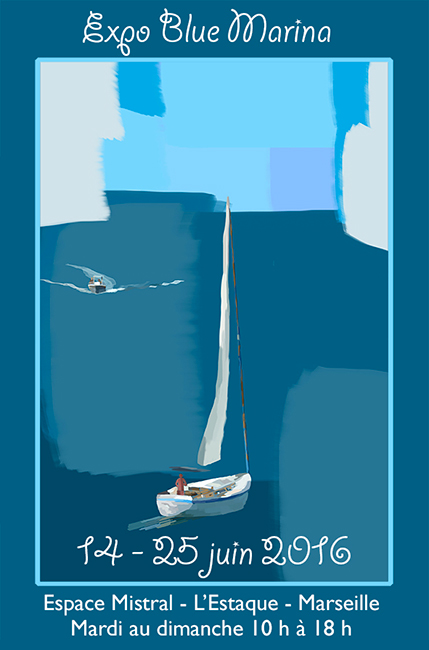 Expo Blue Marina
14 - 25 juin 2016
Espace Mistral - L'Estaque - Marseille
Mardi au dimanche 10 h à 18 h